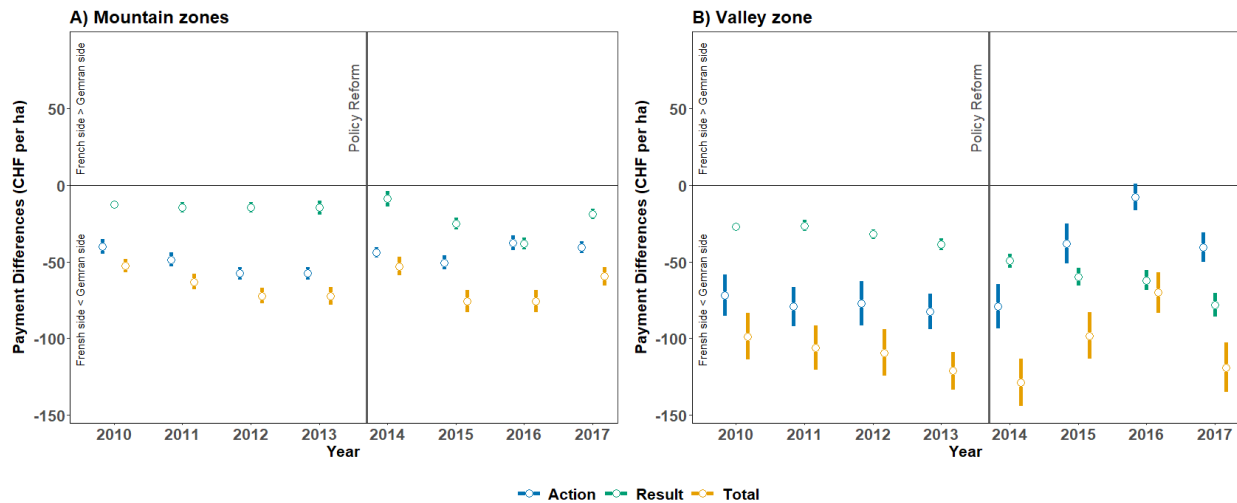 A) Mountain zones
Payment Differences (CHF per ha)
French side > Gemran side
Frensh side < Gemran side
50
0
-50
-100
-150
Policy Reform
2010 2011 2012 2013 2014 2015 2016 2017
Year
B) Valley zone
Payment Differences (CHF per ha)
French side > Gemran side
Frensh side < Gemran side
50
0
-50
-100
-150
Policy Reform
2010 2011 2012 2013 2014 2015 2016 2017
Year
Action Result Total